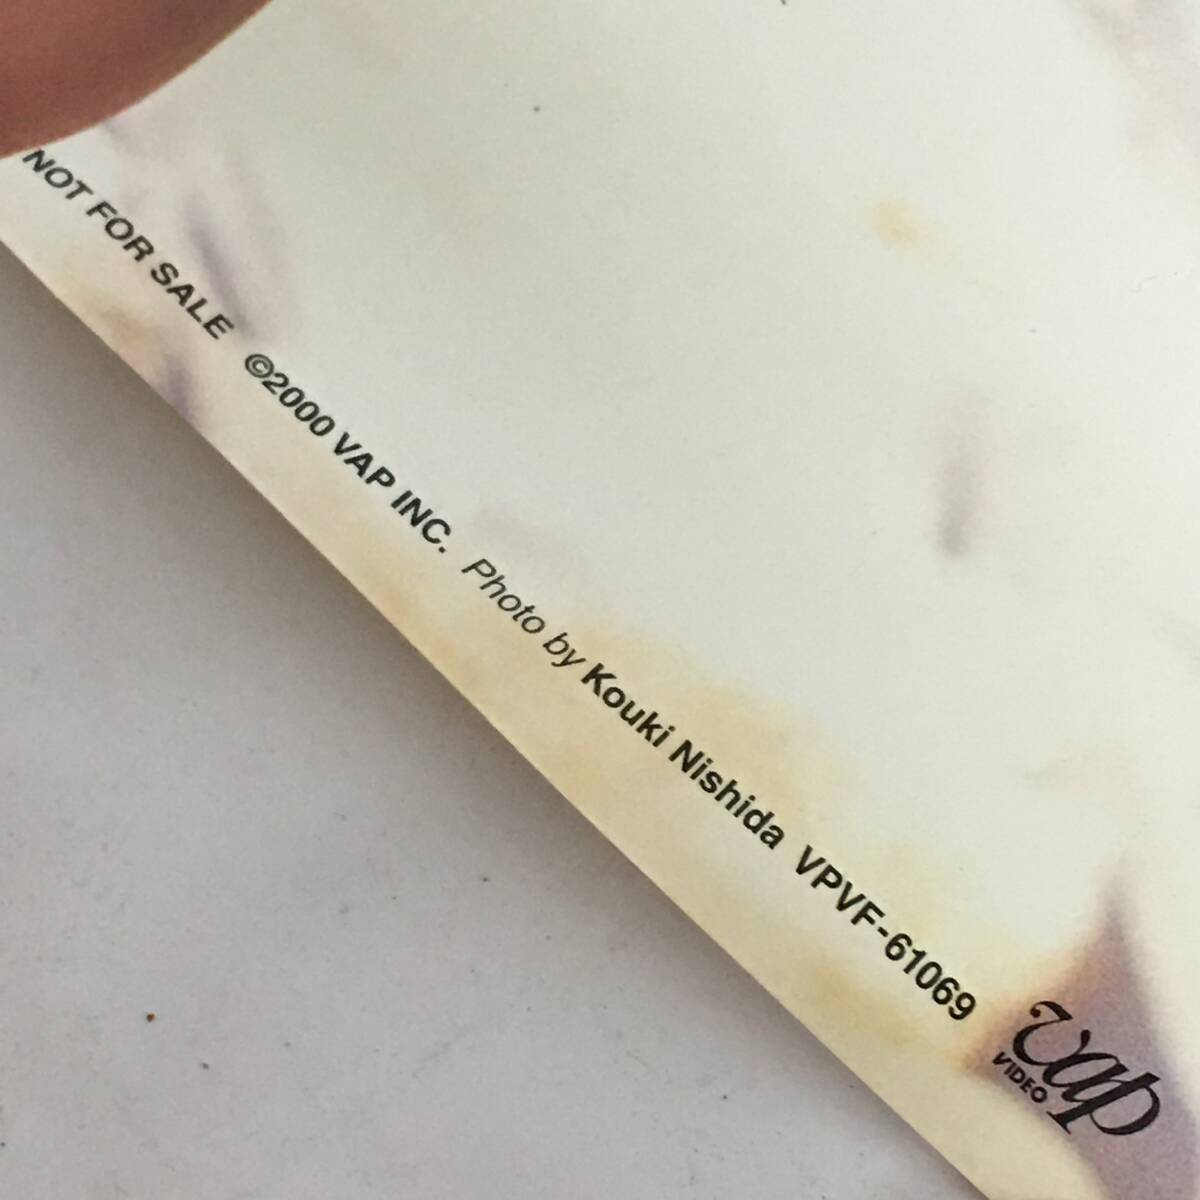 NOT FOR SALE ©2000 VAP INC. Photo by Kouki Nishida VPVF-61069
vap
VIDEO